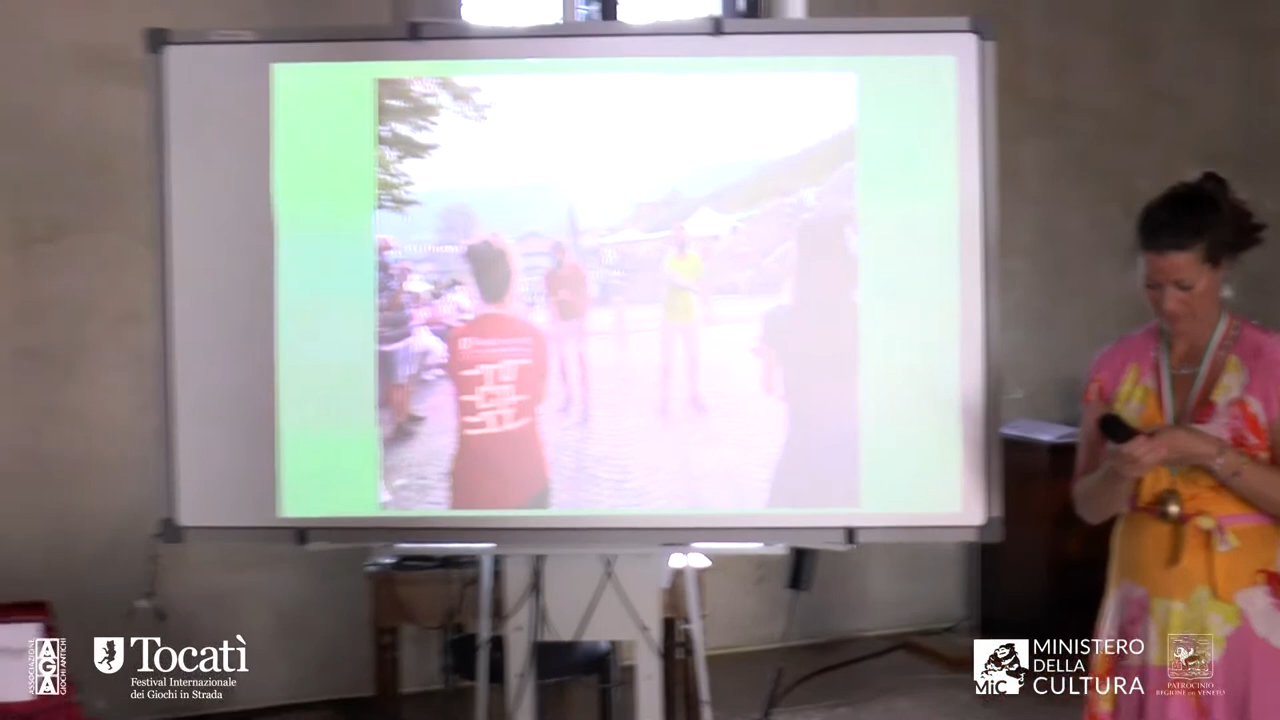 ASSOCIAZIONE
AGA
GIOCHI ANTICHI
Tocatì
Festival Internazionale
dei Giochi in Strada
MiC
MINISTERO
DELLA
CULTURA
PATROCINIO
REGIONE DEL VENETO